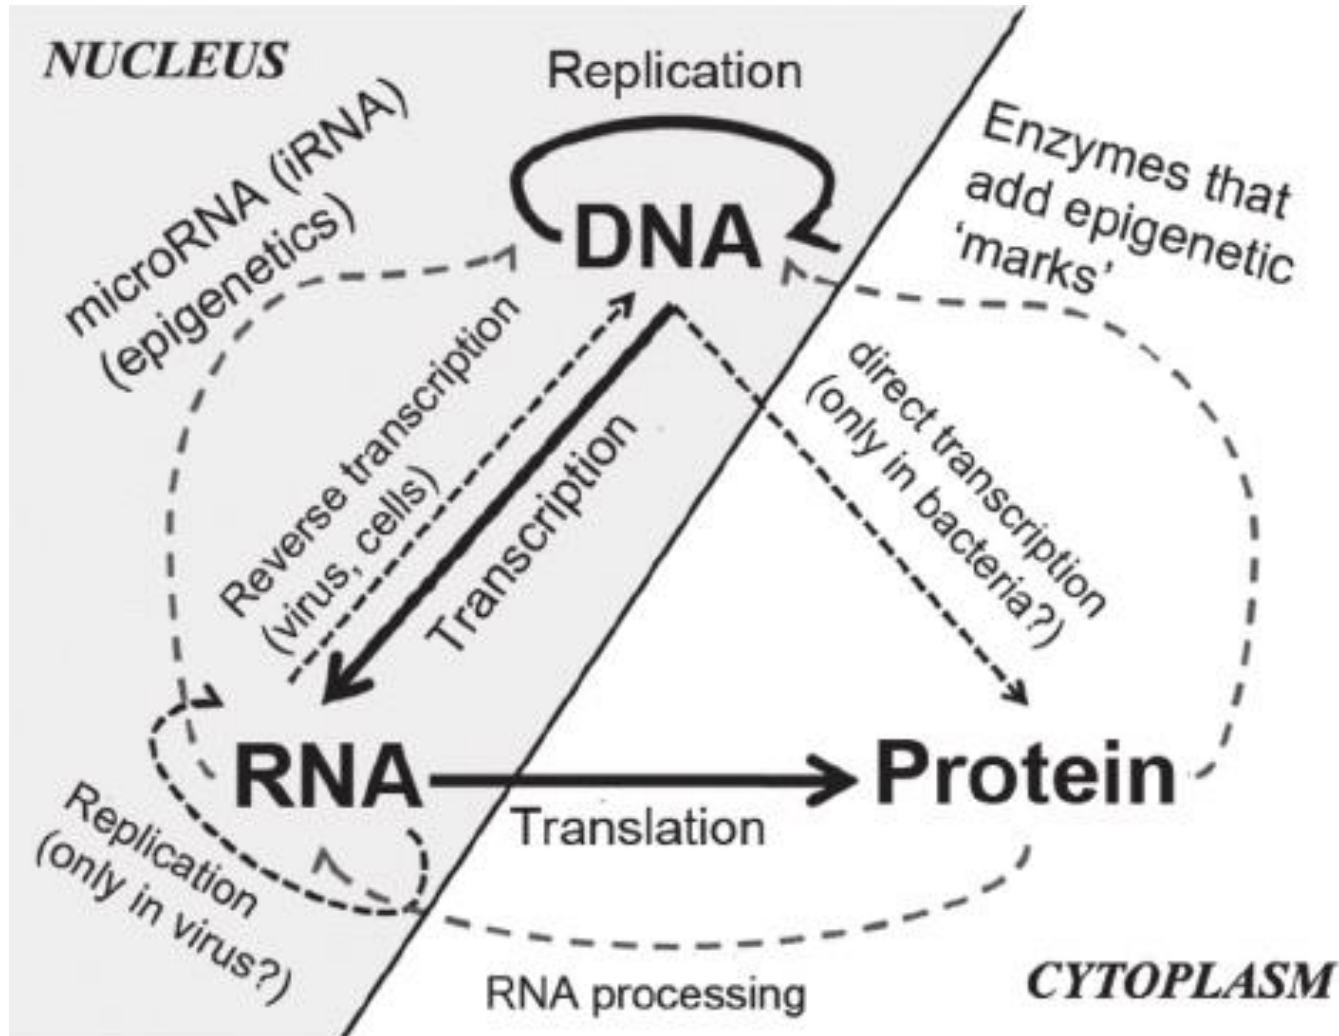 NUCLEUS
Replication
microRNA (iRNA)
(epigenetics)
Enzymes that
add epigenetic
‘marks’
DNA
Reverse transcription
(virus, cells)
Transcription
direct transcription
(only in bacteria?)
RNA
Translation
Protein
Replication
(only in virus?)
RNA processing
CYTOPLASM